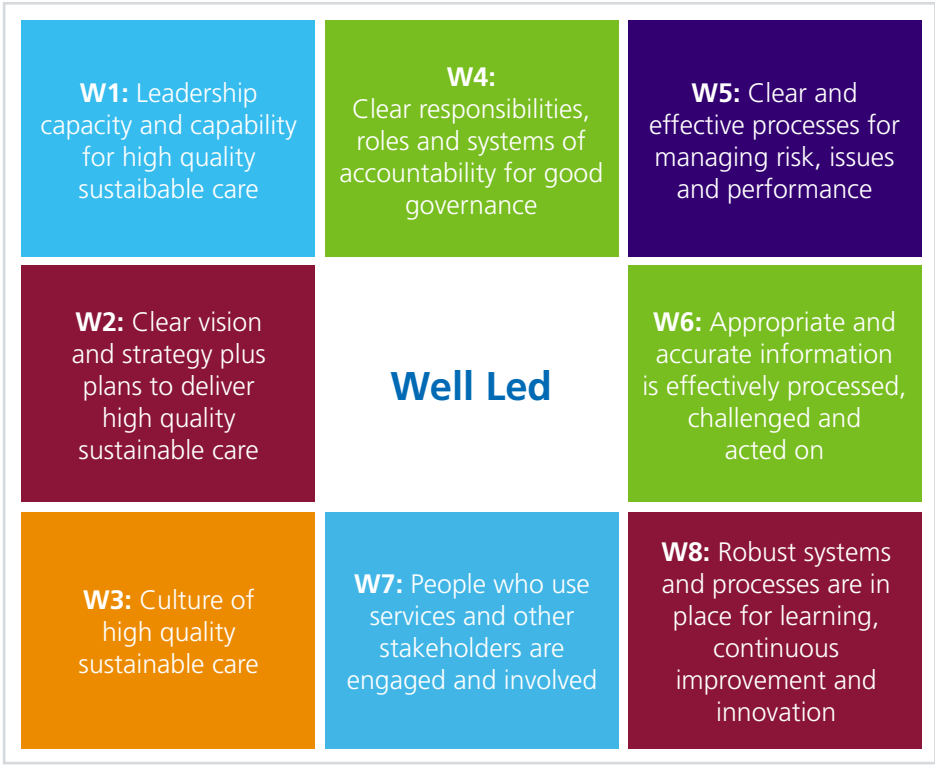 W1: Leadership
capacity and capability
for high quality
sustaibable care
W4:
Clear responsibilities,
roles and systems of
accountability for good
governance
W5: Clear and
effective processes for
managing risk, issues
and performance
W2: Clear vision
and strategy plus
plans to deliver
high quality
sustainable care
Well Led
W6: Appropriate and
accurate information
is effectively processed,
challenged and
acted on
W3: Culture of
high quality
sustainable care
W7: People who use
services and other
stakeholders are
engaged and involved
W8: Robust systems
and processes are in
place for learning,
continuous
improvement and
innovation